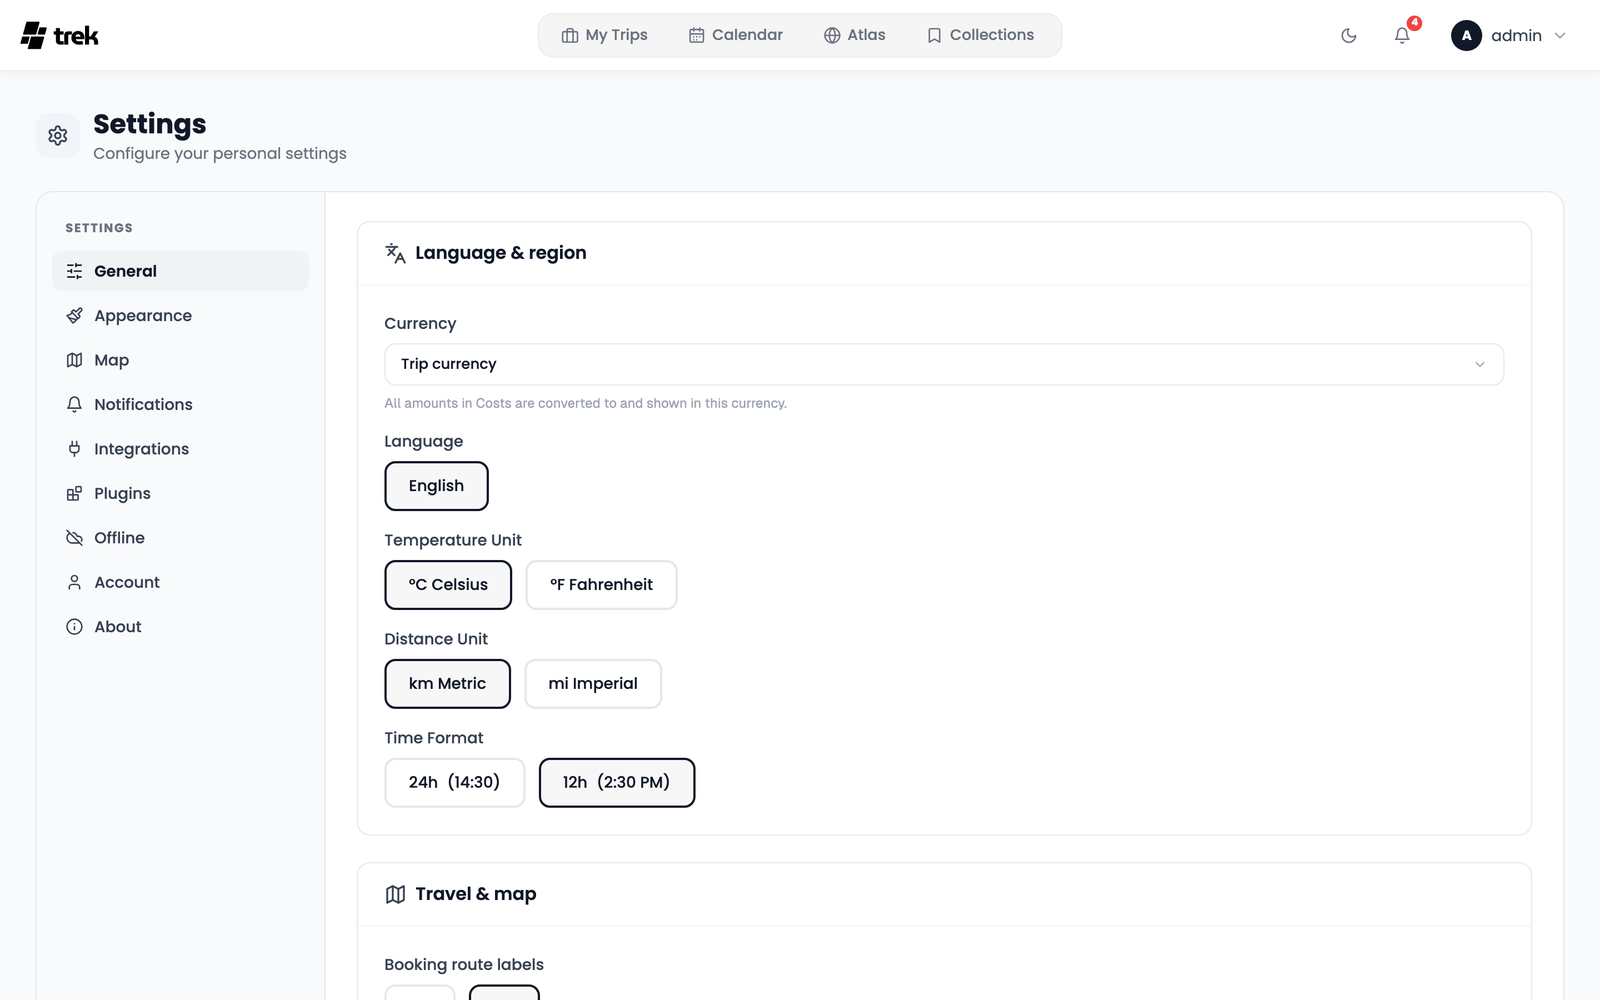 trek
My Trips
Calendar
Atlas
Collections
4
A
admin
Settings
Configure your personal settings
SETTINGS
General
Appearance
Map
Notifications
Integrations
Plugins
Offline
Account
About
Language & region
Currency
Trip currency
All amounts in Costs are converted to and shown in this currency.
Language
English
Temperature Unit
°C Celsius
°F Fahrenheit
Distance Unit
km Metric
mi Imperial
Time Format
24h (14:30)
12h (2:30 PM)
Travel & map
Booking route labels